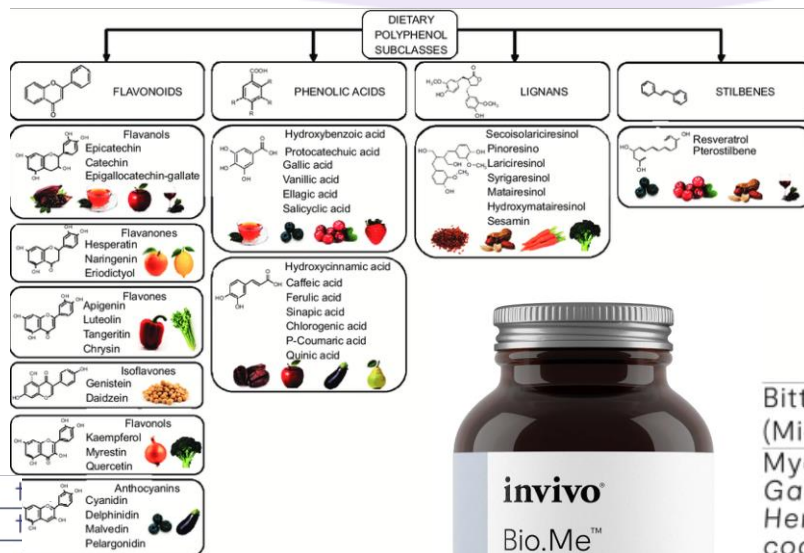 DIETARY
POLYPHENOL
SUBCLASSES
FLAVONOIDS
PHENOLIC ACIDS
LIGNANS
STILBENES
Flavanols
Epicatechin
Catechin
Epigallocatechin-gallate
Flavanones
Hesperatin
Naringenin
Eriodictyol
Flavones
Apigenin
Luteolin
Tangeritin
Chrysin
Isoflavones
Genistein
Daidzein
Flavonols
Kaempferol
Myrestin
Quercetin
Anthocyanins
Cyanidin
Delphinidin
Malvedin
Pelargonidin
Hydroxybenzoic acid
Protocatechuic acid
Gallic acid
Vanillic acid
Ellagic acid
Salicyclic acid
Hydroxycinnamic acid
Caffeic acid
Ferulic acid
Sinapic acid
Chlorogenic acid
P-Coumaric acid
Quinic acid
Secoisolariciresinol
Pinoresino
Lariciresinol
Syrigaresinol
Matairesinol
Hydroxymatairesinol
Sesamin
Resveratrol
Pterostilbene
invivo®
Bio.Me™
Bitt
(Mi
Myc
Ga
Her